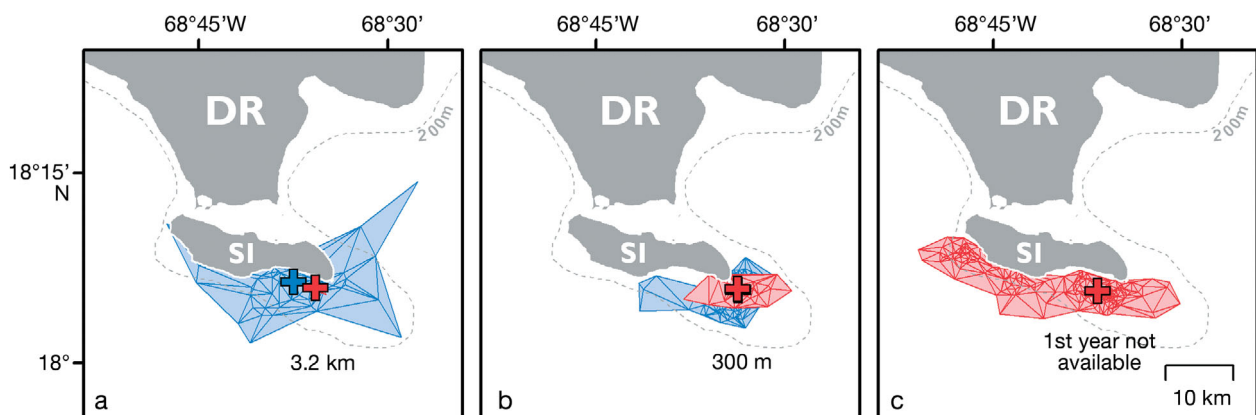 68°45'W 68°30' 68°45'W 68°30' 68°45'W 68°30'
DR DR DR
200m 200m 200m
18°15'
N
SI SI SI
1st year not
available
3.2 km 300 m
18°
10 km
a b c